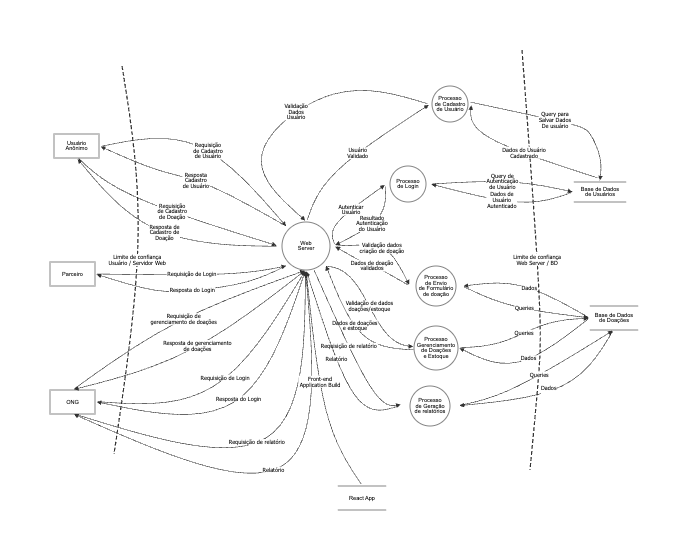 Processo
de Cadastro
de Usuário
Validação
Dados
Usuário
Query para
Salvar Dados
De usuario
Usuário
Anônimo
Requisição
de Cadastro
de Usuário
Usuário
Validado
Dados do Usuário
Cadastrado
Resposta
Cadastro
de Usuário
Processo
de Login
Query de
Autenticação
de Usuário
Dados de
Usuário
Autenticado
Base de Dados
de Usuários
Requisição
de Cadastro
de Doação
Autenticar
Usuário
Resultado
Autenticação
do Usuário
Resposta de
Cadastro de
Doação
Web
Server
Validação dados
criação de doação
Limite de confiança
Usuário / Servidor Web
Limite de confiança
Web Server / BD
Dados de doação
validados
Parceiro
Requisição de Login
Resposta do Login
Processo
de Envio
de Formulário
de doação
Dados
Queries
Validação de dados
doações/estoque
Base de Dados
de Doações
Requisição de
gerenciamento de doações
Dados de doações
e estoque
Queries
Resposta de gerenciamento
de doações
Requisição de relatório
Processo
Gerenciamento
de Doações
e Estoque
Relatório
Dados
Requisição de Login
Front-end
Application Build
Queries
Dados
ONG
Resposta do Login
Processo
de Geração
de relatórios
Requisição de relatório
Relatório
React App